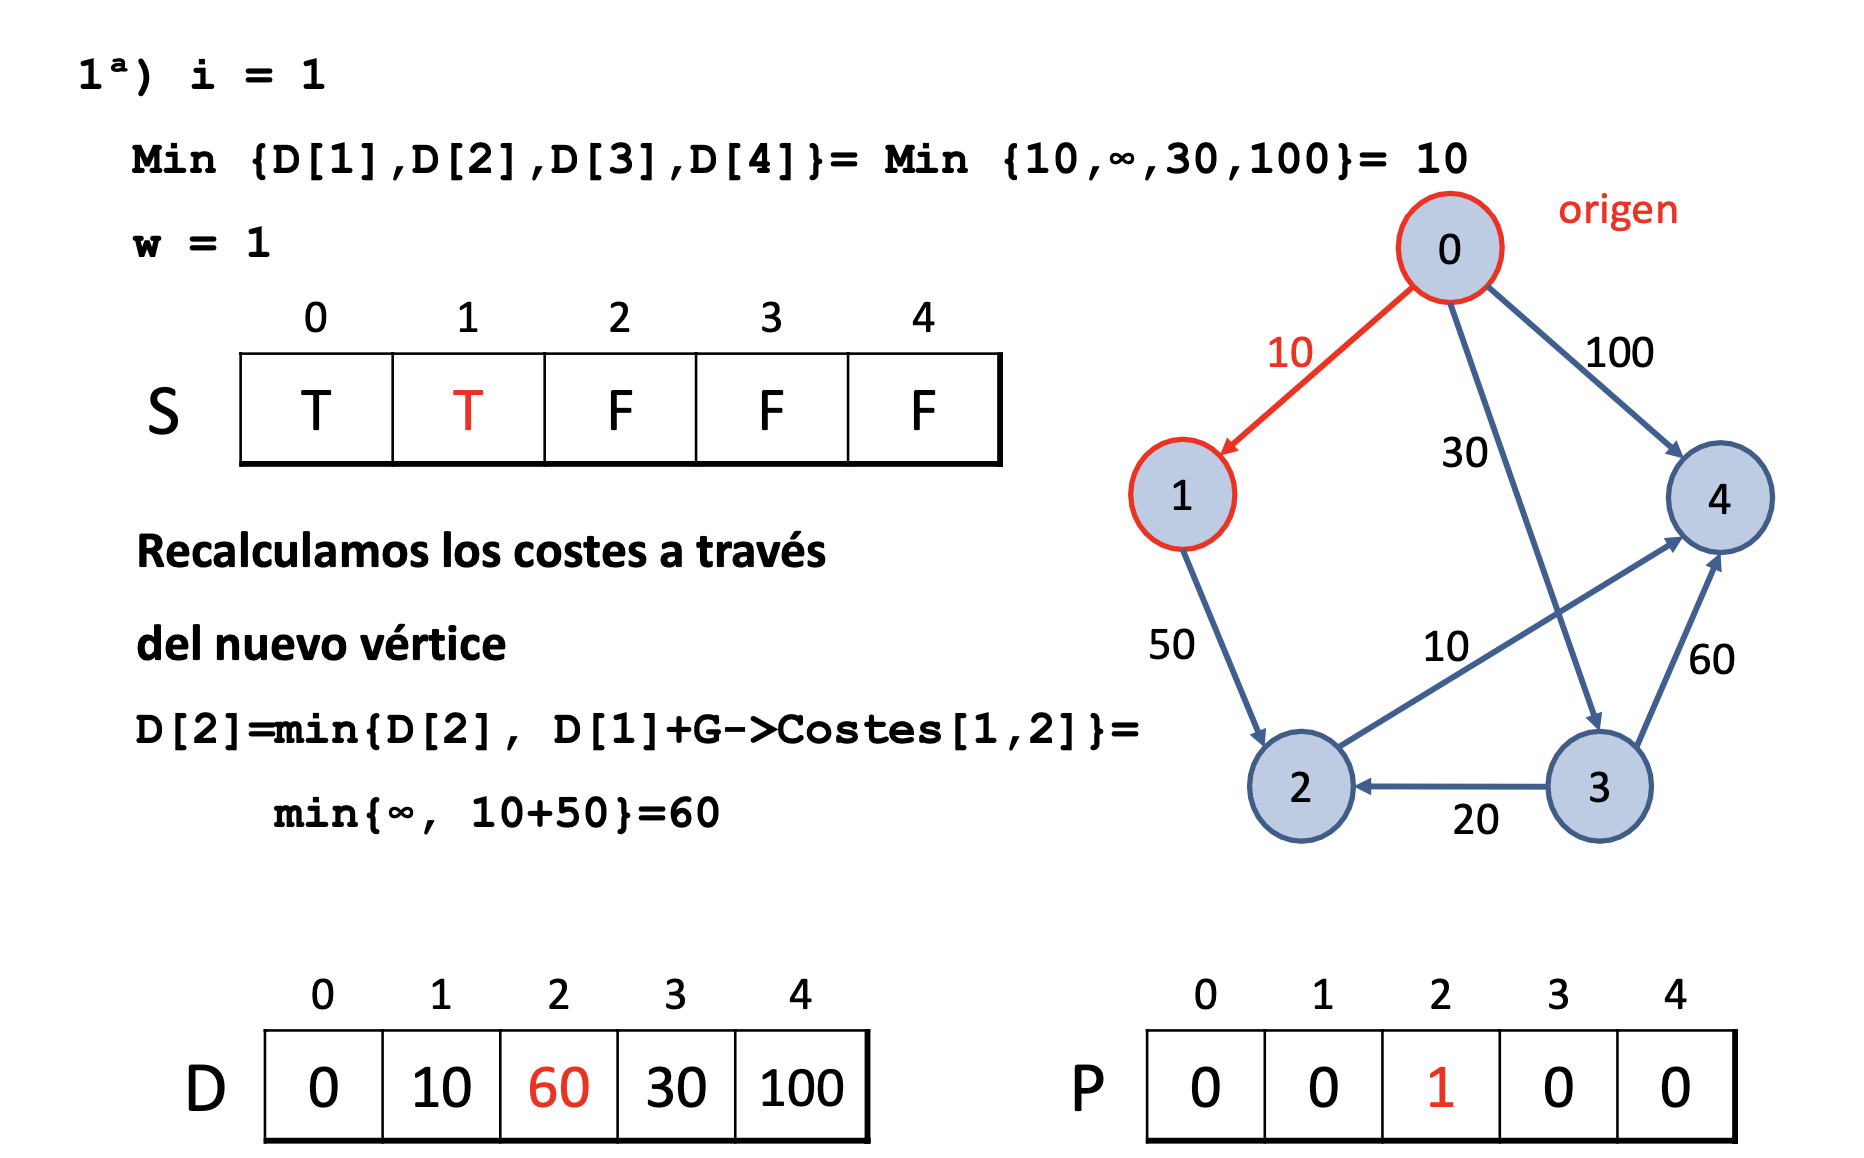 1ª) i = 1
Min {D[1],D[2],D[3],D[4]}= Min {10,∞,30,100}= 10
w = 1
origen
0
10
100
30
1
4
50
10
60
2
3
20
0 1 2 3 4
S T T F F F
Recalculamos los costes a través
del nuevo vértice
D[2]=min{D[2], D[1]+G->Costes[1,2]}=
min{∞, 10+50}=60
0 1 2 3 4
D 0 10 60 30 100
0 1 2 3 4
P 0 0 1 0 0